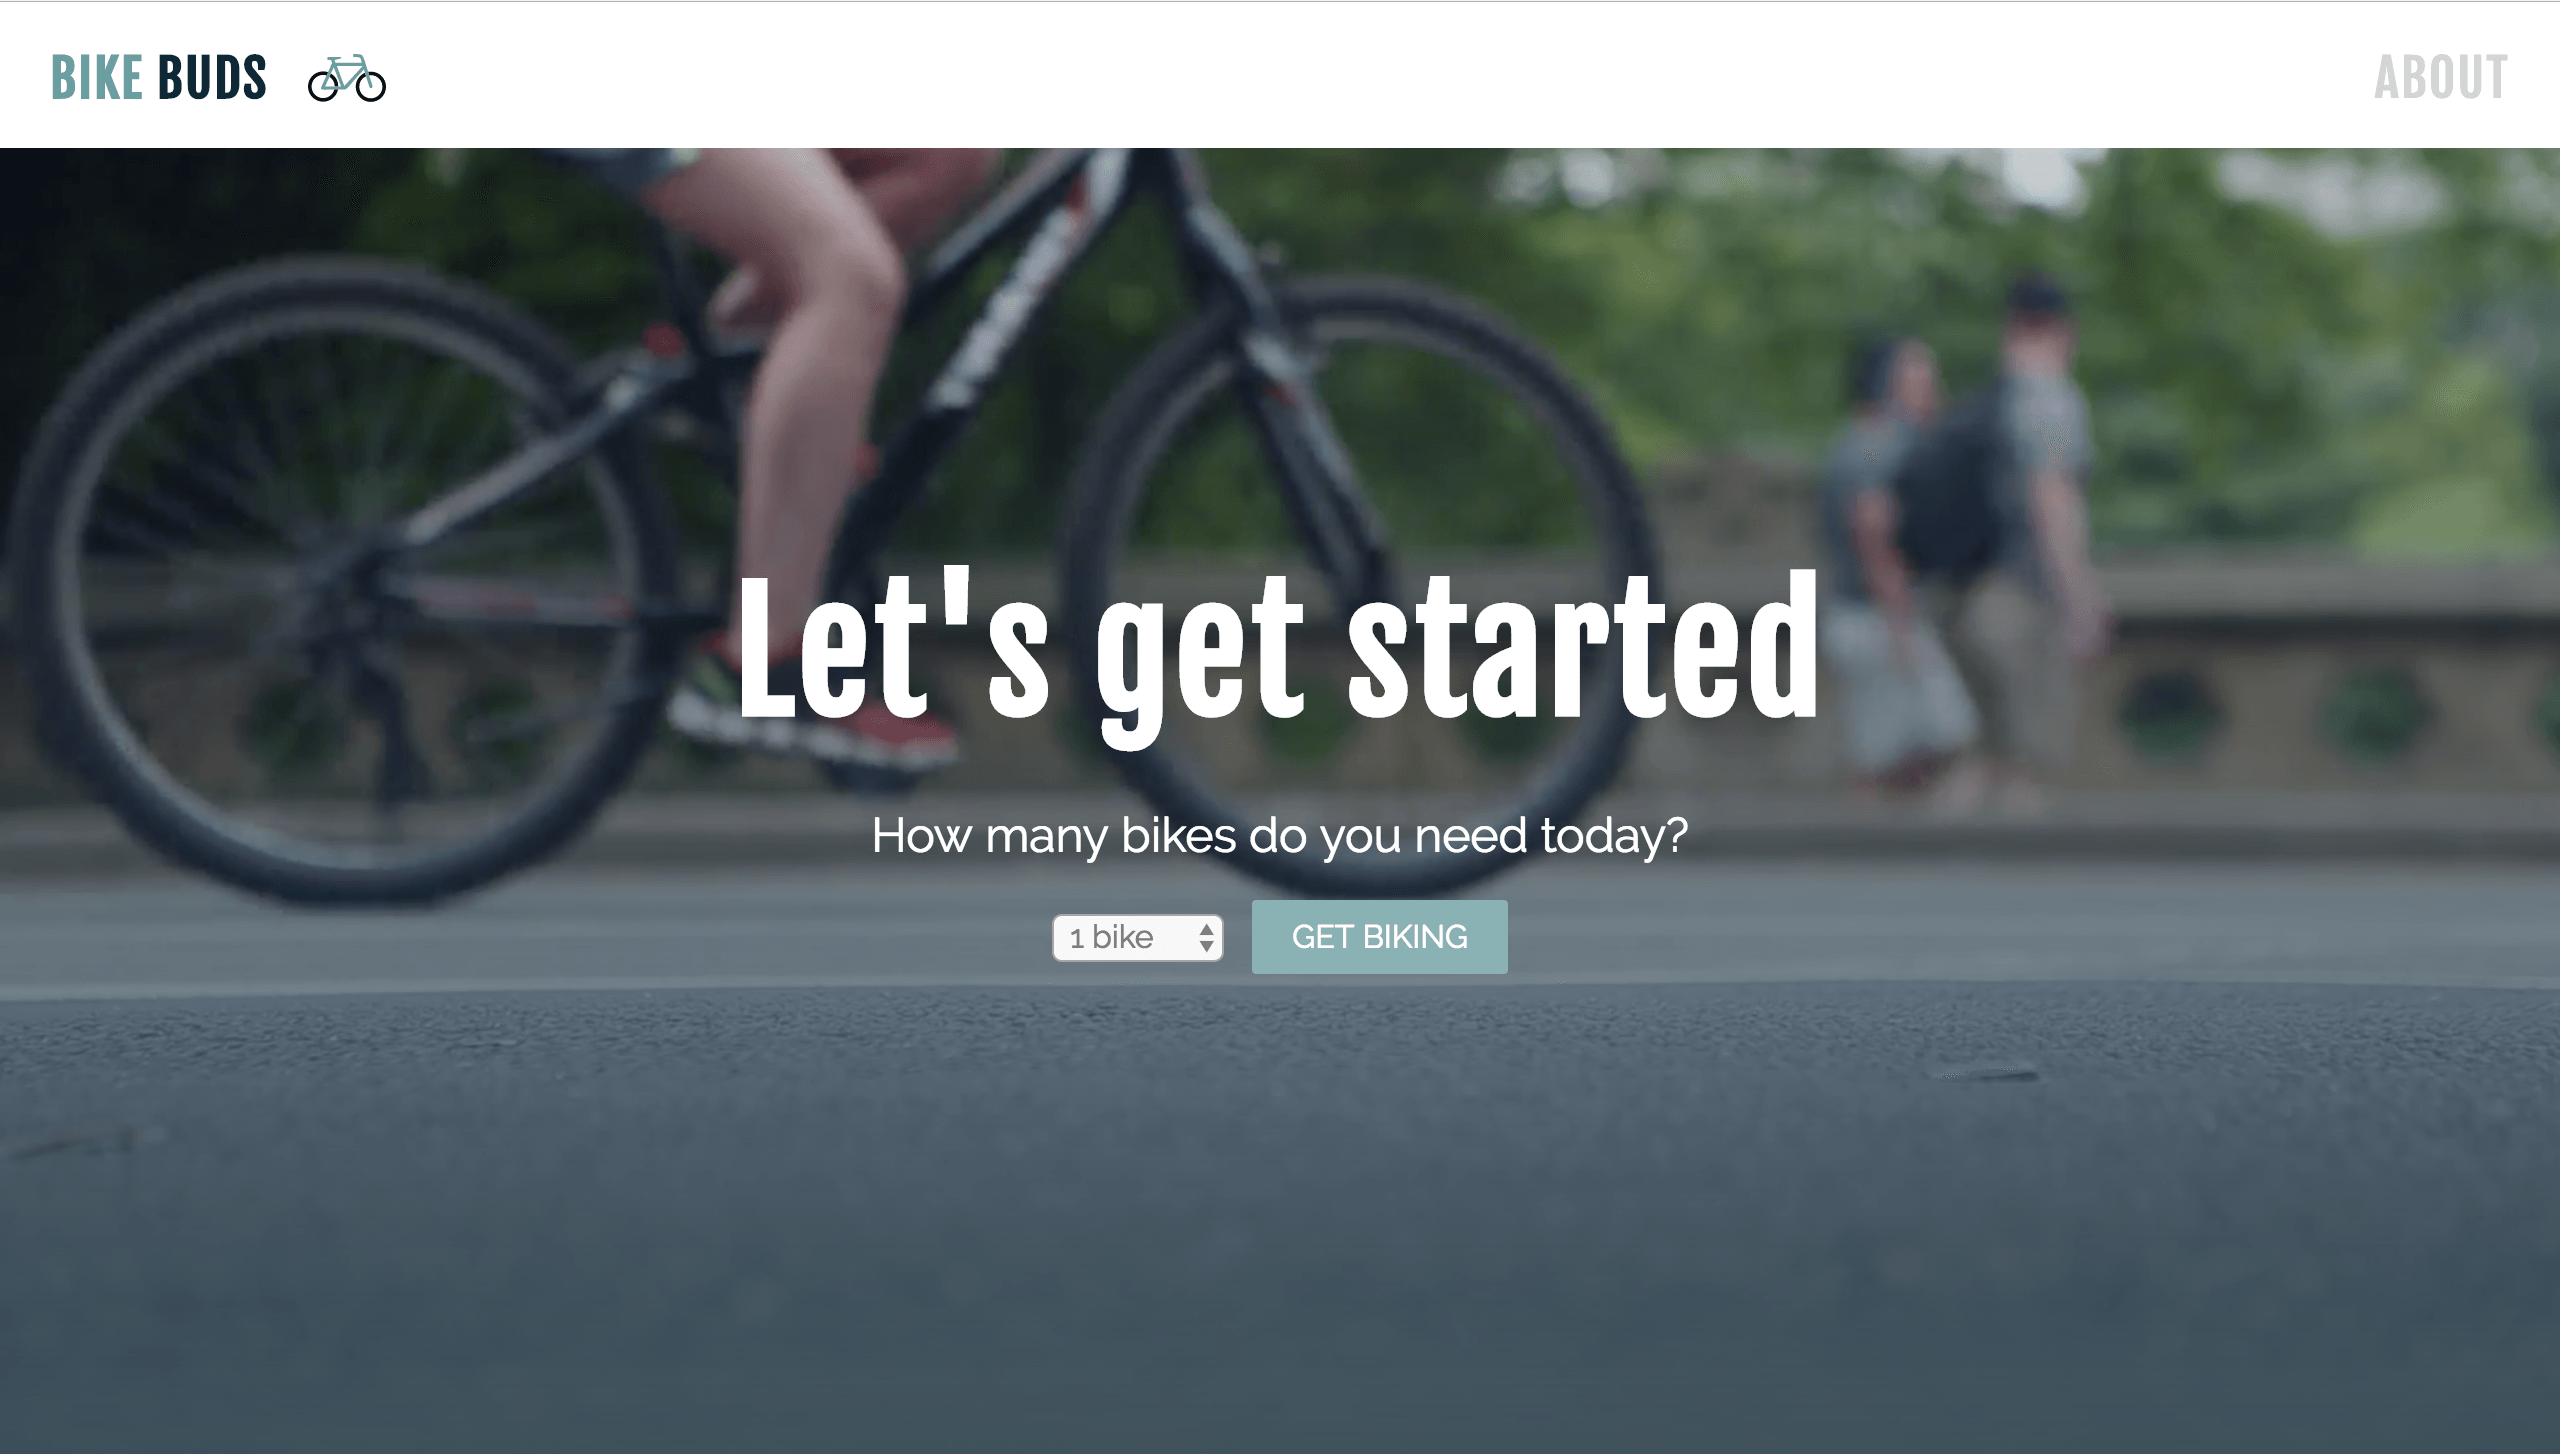 BIKE BUDS
ABOUT
Let's get started
How many bikes do you need today?
1 bike
GET BIKING